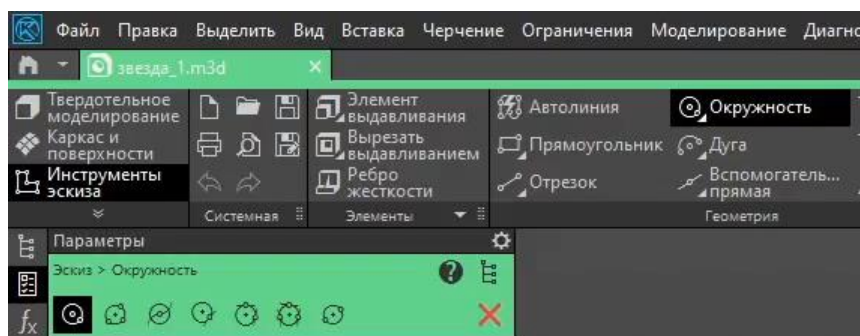 Файл Правка Выделить Вид Вставка Черчение Ограничения Моделирование Диагно
звезда_1.m3d
Твердотельное
моделирование
Каркас и
поверхности
Инструменты
эскиза
Системная
Элемент
выдавливания
Вырезать
выдавливанием
Ребро
жесткости
Элементы
Автолиния
Окружность
Прямоугольник
Дуга
Отрезок
Вспомогатель...
прямая
Геометрия
Параметры
Эскиз > Окружность
fx